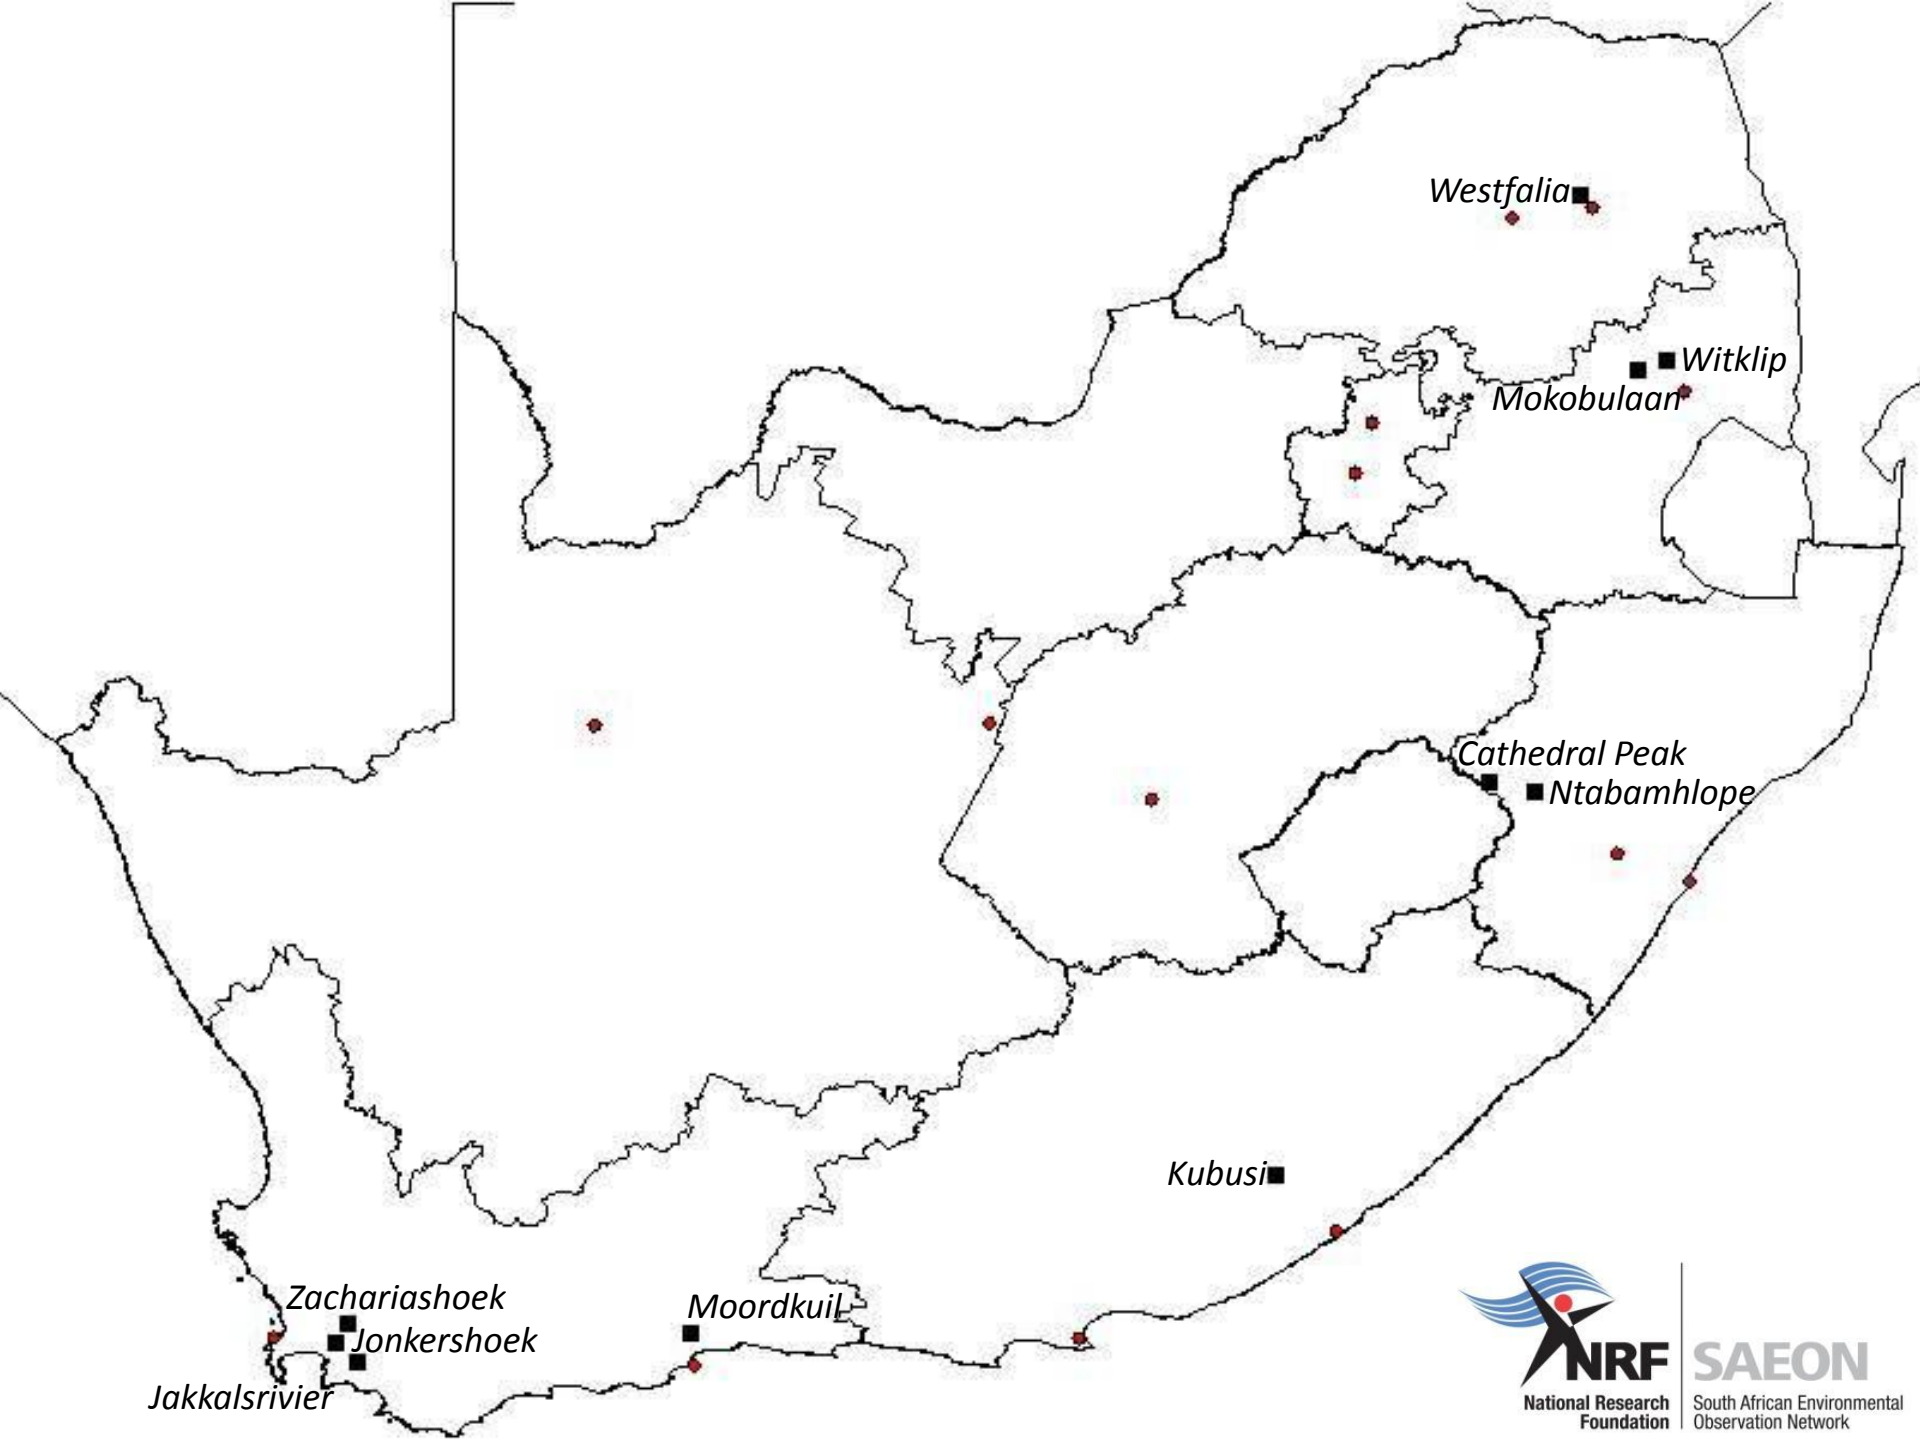 Westfalia
Witklip
Mokobulaan
Cathedral Peak
Ntabamhlope
Kubusi
Zachariashoek
Moordkuil
Jonkershoek
Jakkalsrivier
NRF SAEON
National Research
Foundation
South African Environmental
Observation Network